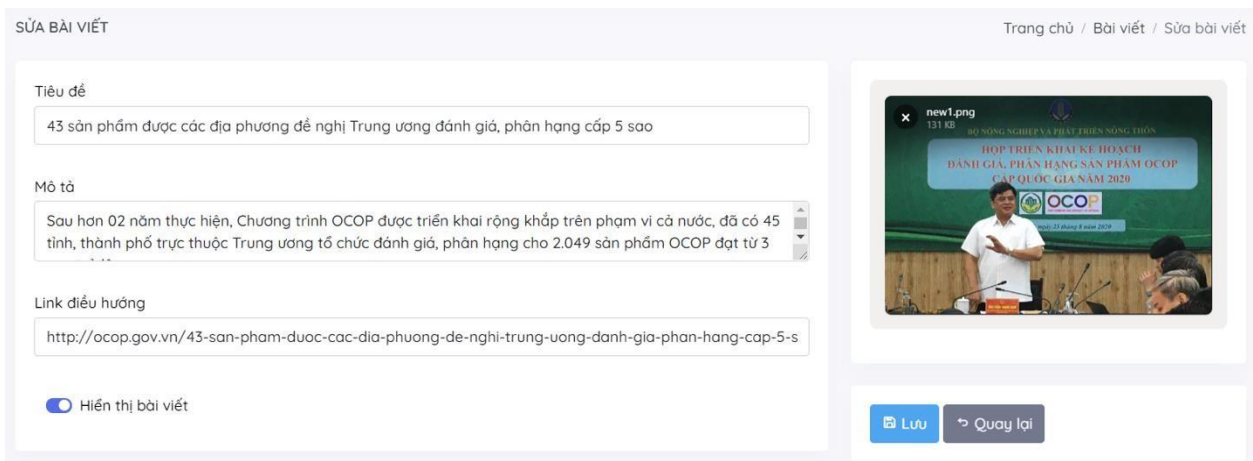 SỬA BÀI VIẾT
Trang chủ / Bài viết / Sửa bài viết
Tiêu đề
43 sản phẩm được các địa phương đề nghị Trung ương đánh giá, phân hạng cấp 5 sao
Mô tả
Sau hơn 02 năm thực hiện, Chương trình OCOP được triển khai rộng khắp trên phạm vi cả nước, đã có 45
tỉnh, thành phố trực thuộc Trung ương tổ chức đánh giá, phân hạng cho 2.049 sản phẩm OCOP đạt từ 3
Link điều hướng
http://ocop.gov.vn/43-san-pham-duoc-cac-dia-phuong-de-nghi-trung-uong-danh-gia-phan-hang-cap-5-s
Hiển thị bài viết
new1.png
131 KB
BỘ NÔNG NGHIỆP VÀ PHÁT TRIỂN NÔNG THÔN
HỌP TRIỂN KHAI KẾ HOẠCH
ĐÁNH GIÁ, PHÂN HẠNG SẢN PHẨM OCOP
CẤP QUỐC GIA NĂM 2020
OCOP
Lưu
Quay lại